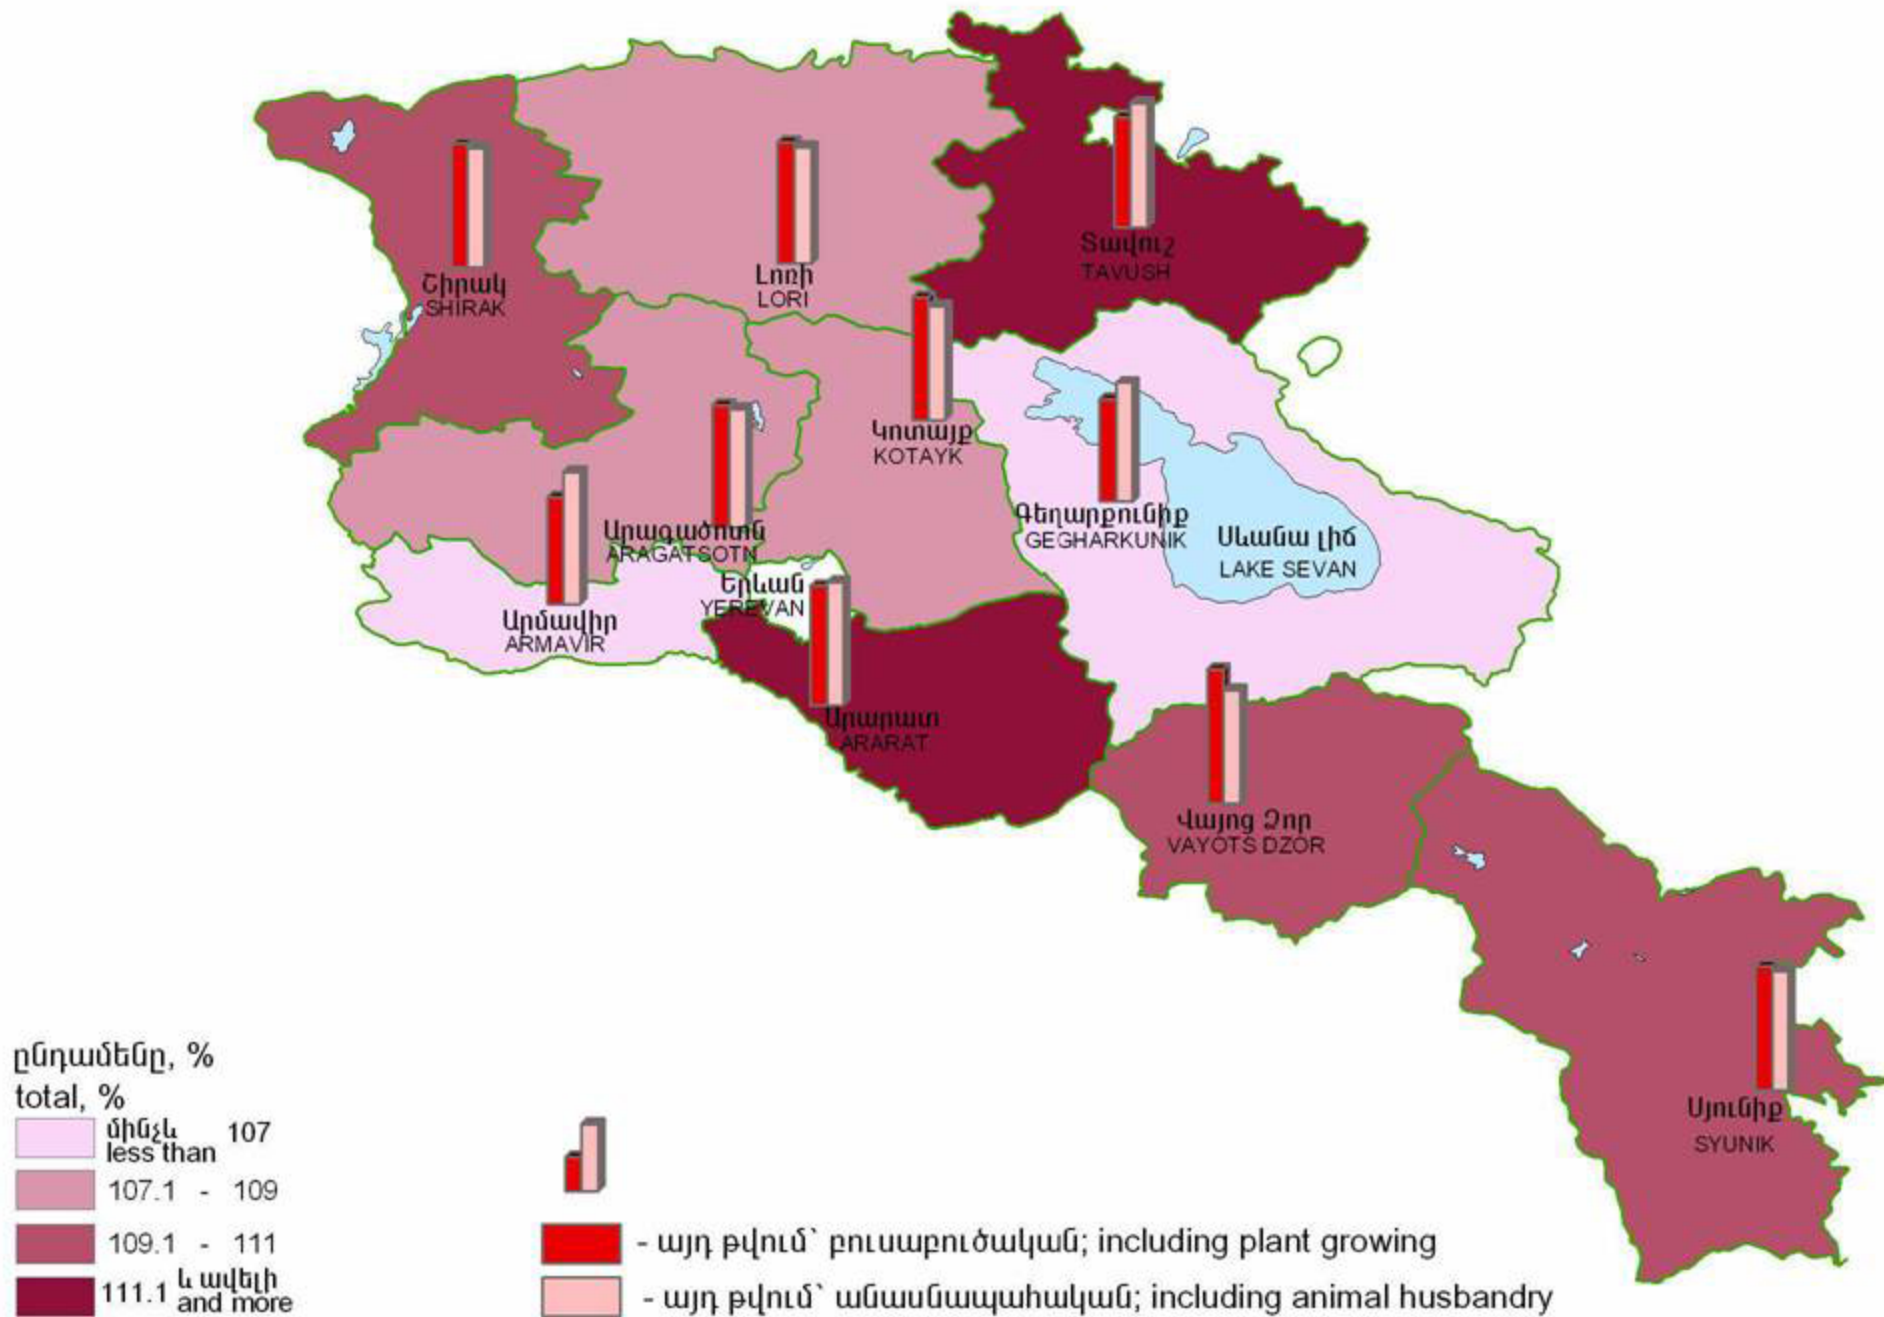 Տավուշ
TAVUSH
Շիրակ
SHIRAK
Լոռի
LORI
Կոտայք
KOTAYK
Գեղարքունիք
GEGHARKUNIK
Սևանա լիճ
LAKE SEVAN
Արագածոտն
ARAGATSOTN
Երևան
YEREVAN
Արմավիր
ARMAVIR
Արարատ
ARARAT
Վայոց Ձոր
VAYOTS DZOR
Սյունիք
SYUNIK
ընդամենը, %
total, %
մինչև 107
less than
107.1 - 109
109.1 - 111
111.1 և ավելի
and more
- այդ թվում՝ բուսաբուծական; including plant growing
- այդ թվում՝ անասնապահական; including animal husbandry